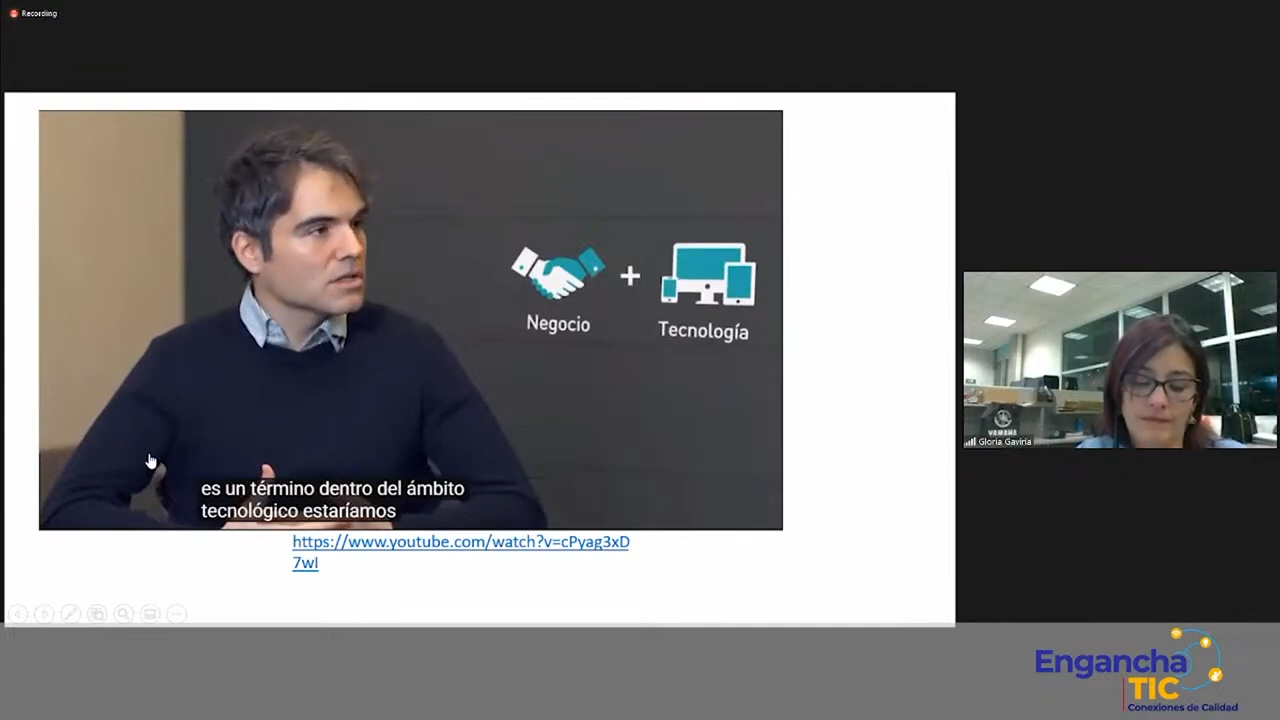 Recording
Negocio
+
Tecnología
es un término dentro del ámbito
tecnológico estaríamos
https://www.youtube.com/watch?v=cPyag3xD
7wI
YAMAHA
Gloria Gaviria
Engancha
TIC
Conexiones de Calidad